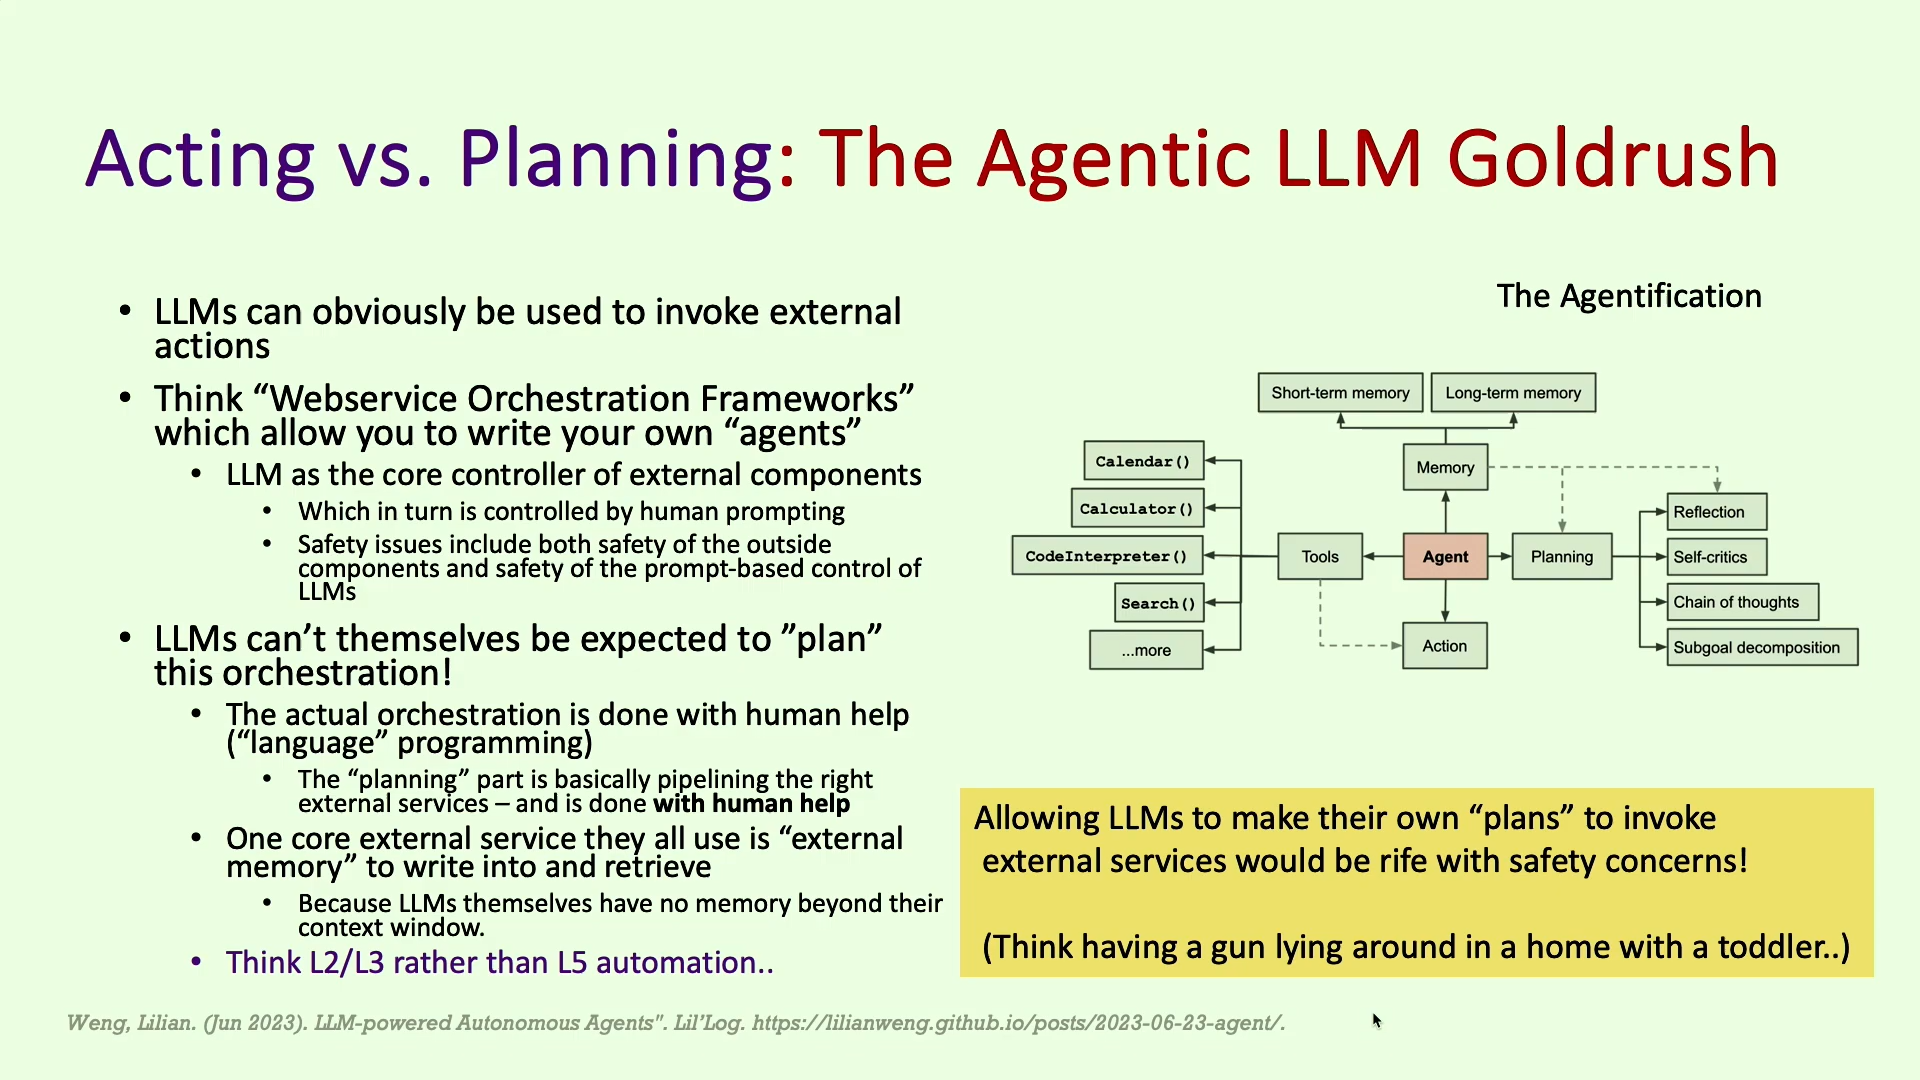 Acting vs. Planning: The Agentic LLM Goldrush
• LLMs can obviously be used to invoke external
actions
• Think “Webservice Orchestration Frameworks”
which allow you to write your own “agents”
• LLM as the core controller of external components
• Which in turn is controlled by human prompting
• Safety issues include both safety of the outside
components and safety of the prompt-based control of
LLMs
• LLMs can’t themselves be expected to ”plan”
this orchestration!
• The actual orchestration is done with human help
(“language” programming)
• The “planning” part is basically pipelining the right
external services – and is done with human help
• One core external service they all use is “external
memory” to write into and retrieve
• Because LLMs themselves have no memory beyond their
context window.
• Think L2/L3 rather than L5 automation..
The Agentification
Short-term memory
Long-term memory
Calendar()
Memory
Calculator()
Reflection
CodeInterpreter()
Tools
Agent
Planning
Self-critics
Search()
Chain of thoughts
...more
Action
Subgoal decomposition
Allowing LLMs to make their own “plans” to invoke
external services would be rife with safety concerns!
(Think having a gun lying around in a home with a toddler..)
Weng, Lilian. (Jun 2023). LLM-powered Autonomous Agents". Lil’Log. https://lilianweng.github.io/posts/2023-06-23-agent/.